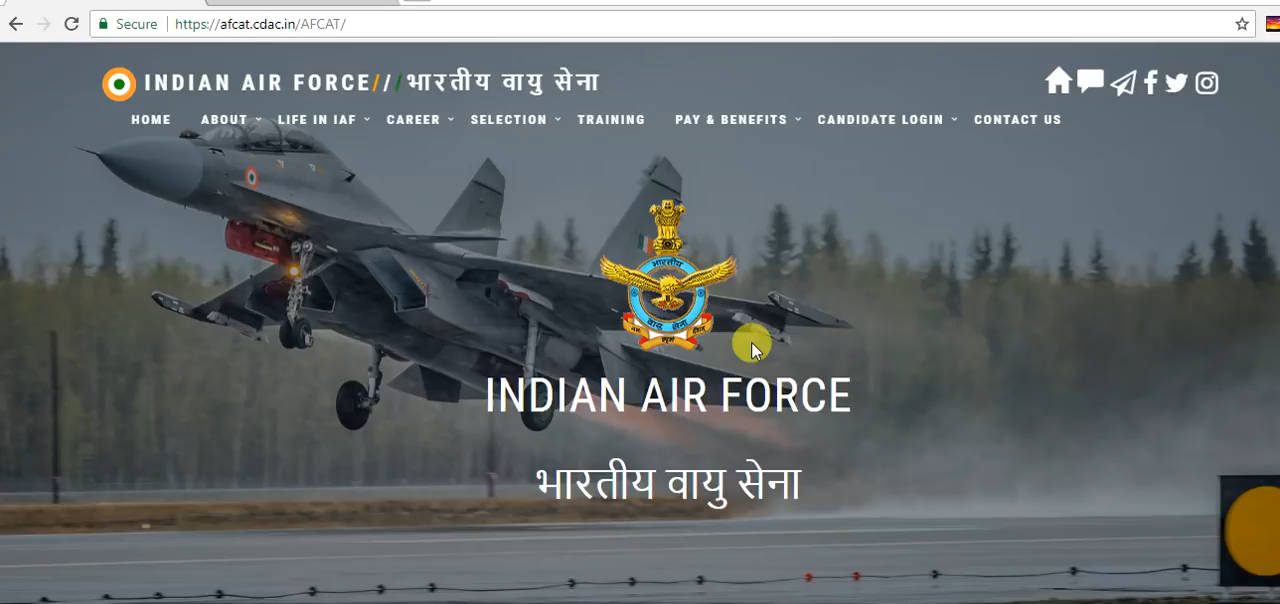 Secure https://afcat.cdac.in/AFCAT/
INDIAN AIR FORCE///भारतीय वायु सेना
HOME ABOUT LIFE IN IAF CAREER SELECTION TRAINING PAY & BENEFITS CANDIDATE LOGIN CONTACT US
भारतीय
वायु सेना
INDIAN AIR FORCE
भारतीय वायु सेना